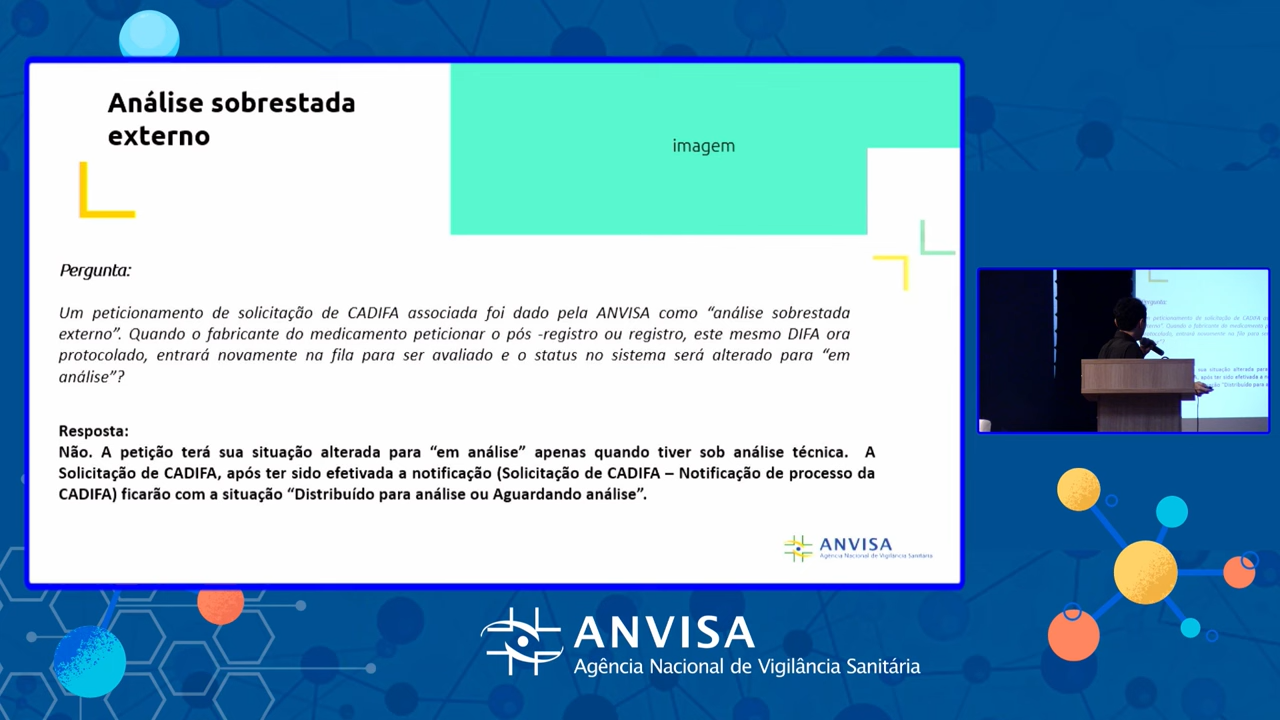 Análise sobrestada
externo
imagem
Pergunta:
Um peticionamento de solicitação de CADIFA associada foi dado pela ANVISA como “análise sobrestada
externo”. Quando o fabricante do medicamento peticionar o pós -registro ou registro, este mesmo DIFA ora
protocolado, entrará novamente na fila para ser avaliado e o status no sistema será alterado para “em
análise”?
Resposta:
Não. A petição terá sua situação alterada para “em análise” apenas quando tiver sob análise técnica.  A
Solicitação de CADIFA, após ter sido efetivada a notificação (Solicitação de CADIFA – Notificação de processo da
CADIFA) ficarão com a situação “Distribuído para análise ou Aguardando análise”.
ANVISA
Agência Nacional de Vigilância Sanitária
ANVISA
Agência Nacional de Vigilância Sanitária